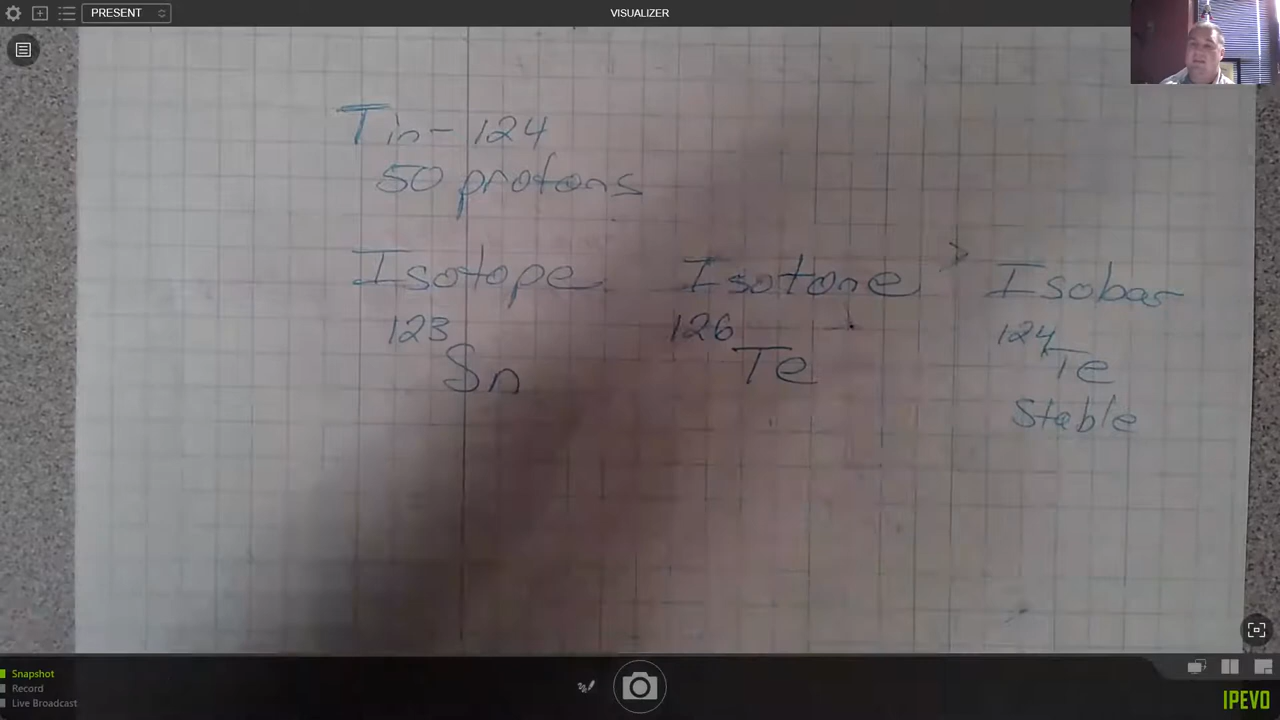 PRESENT
VISUALIZER
Tin-124
50 protons
Isotope Isotone Isobar
123 Sn 126 Te 124 Te
Stable
Snapshot
Record
Live Broadcast
IPEVO